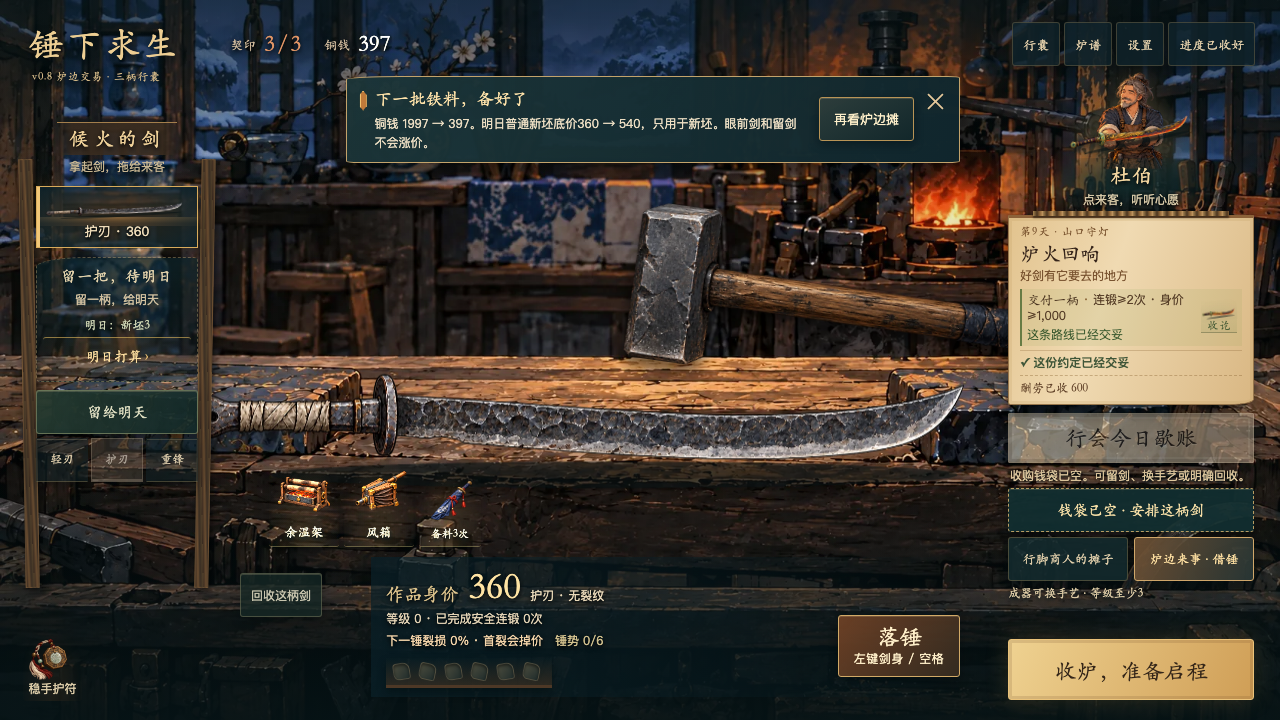 锤下求生
v0.8 炉边交易 · 三柄行囊
契印 3/3 铜钱 397
行囊
炉谱
设置
进度已收好
下一批铁料，备好了
铜钱 1997 → 397。明日普通新坯底价360 → 540，只用于新坯。眼前剑和留剑
不会涨价。
再看炉边摊
候火的剑
拿起剑，拖给来客
护刃 · 360
留一把，待明日
留一柄，给明天
明日：新坯3
明日打算›
留给明天
轻刃
护刃
重锋
杜伯
点来客，听听心愿
第9天 · 山口守灯
炉火回响
好剑有它要去的地方
交付一柄 · 连锻≥2次 · 身价
≥1,000
这条路线已经交妥
收讫
✓ 这份约定已经交妥
酬劳已收 600
行会今日歇账
收购钱袋已空。可留剑、换手艺或明确回收。
钱袋已空 · 安排这柄剑
行脚商人的摊子
炉边来事 · 借锤
成器可换手艺 · 等级至少3
余温架
风箱
备料3次
回收这柄剑
作品身价 360 护刃 · 无裂纹
等级 0 · 已完成安全连锻 0次
下一锤裂损 0% · 首裂会掉价 锤势 0/6
落锤
左键剑身 / 空格
稳手护符
收炉，准备启程